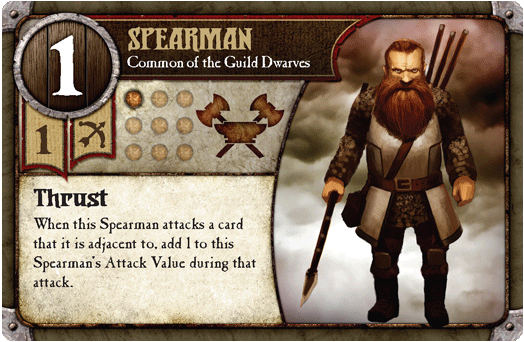 1
SPEARMAN
Common of the Guild Dwarves
1
Thrust
When this Spearman attacks a card
that it is adjacent to, add 1 to this
Spearman's Attack Value during that
attack.